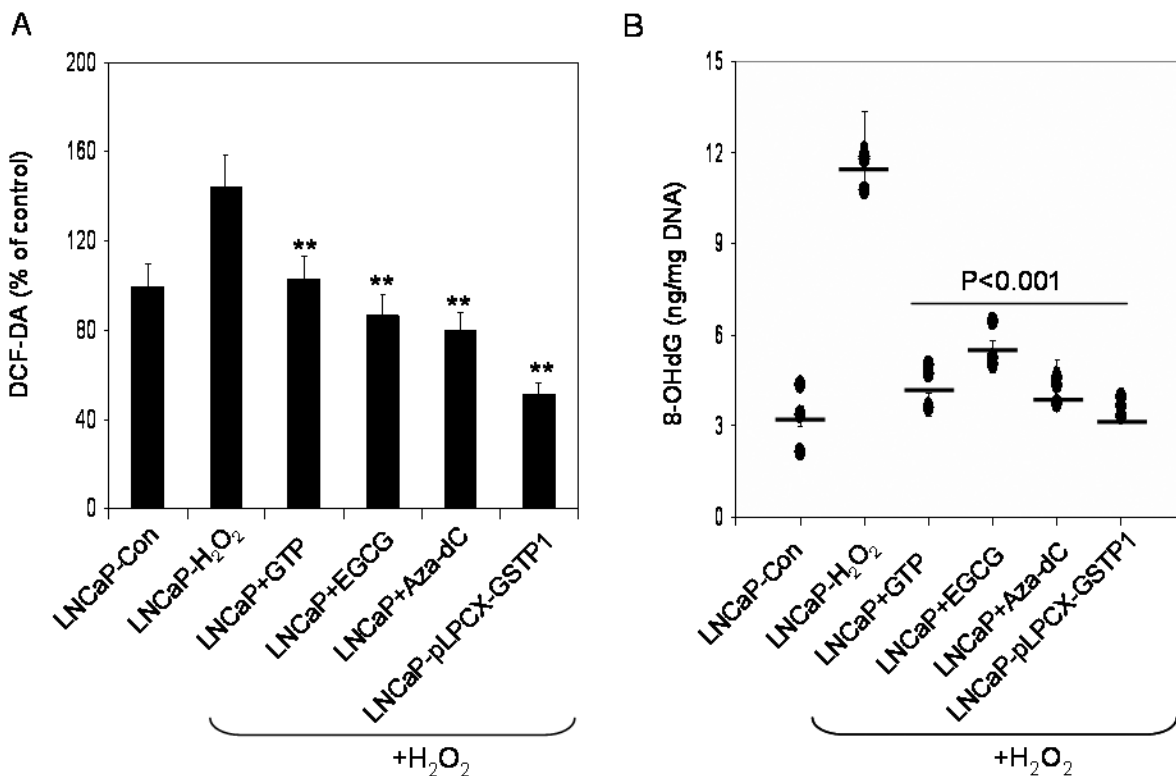 A
DCF-DA (% of control)
200
160
120
80
40
0
**
**
**
**
LNCaP-Con
LNCaP-H₂O₂
LNCaP+GTP
LNCaP+EGCG
LNCaP+Aza-dC
LNCaP-pLPCX-GSTP1
+H₂O₂
B
8-OHdG (ng/mg DNA)
15
12
9
6
3
0
P<0.001
LNCaP-Con
LNCaP-H₂O₂
LNCaP+GTP
LNCaP+EGCG
LNCaP+Aza-dC
LNCaP-pLPCX-GSTP1
+H₂O₂